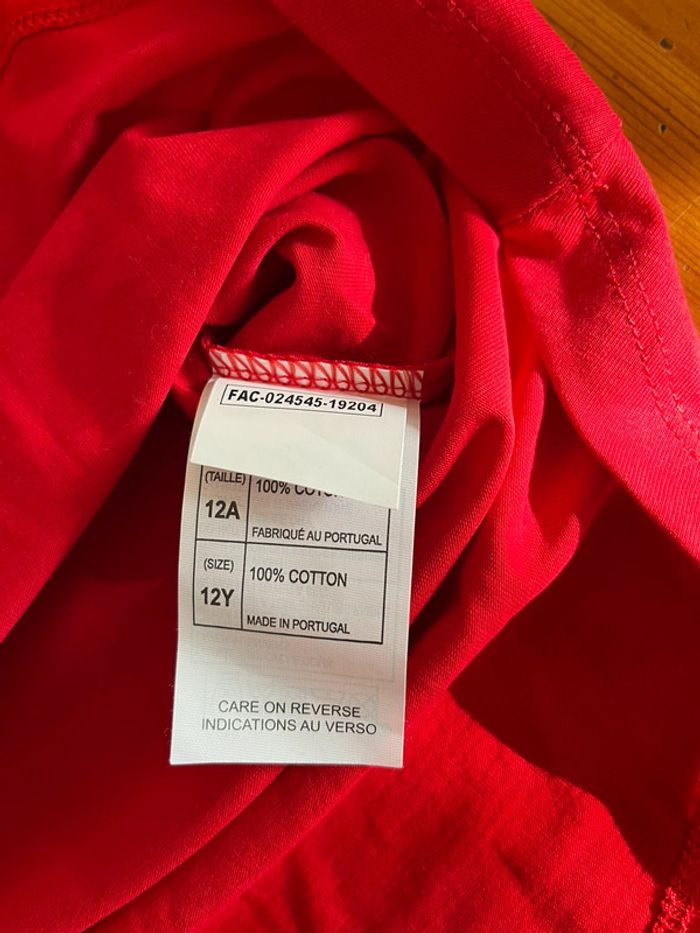 FAC-024545-19204
(TAILLE)
12A
100%
FABRIQUÉ AU PORTUGAL
(SIZE)
12Y
100% COTTON
MADE IN PORTUGAL
CARE ON REVERSE
INDICATIONS AU VERSO